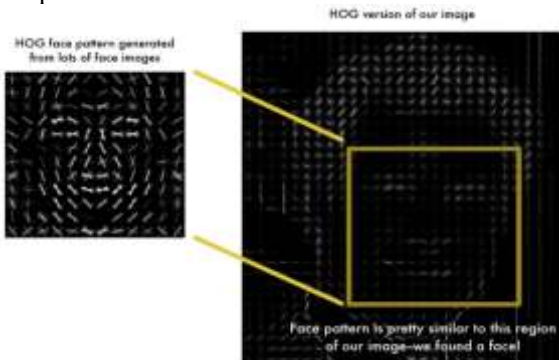 HOG version of our image
HOG face pattern generated
from lots of face images
Face pattern is pretty similar to this region
of our image–we found a face!